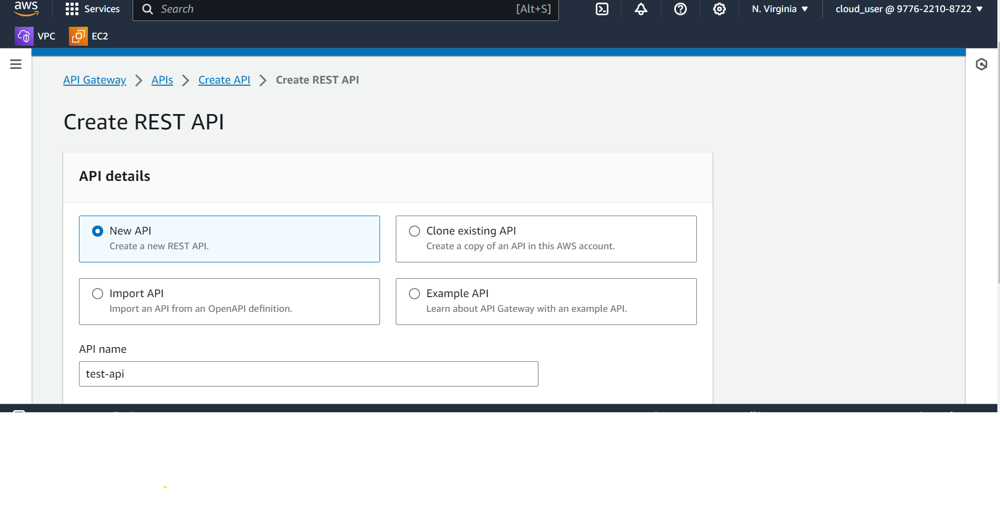 aws Services Search [Alt+S] N. Virginia cloud_user @ 9776-2210-8722
VPC EC2
API Gateway APIs Create API Create REST API
Create REST API
API details
New API
Create a new REST API.
Clone existing API
Create a copy of an API in this AWS account.
Import API
Import an API from an OpenAPI definition.
Example API
Learn about API Gateway with an example API.
API name
test-api